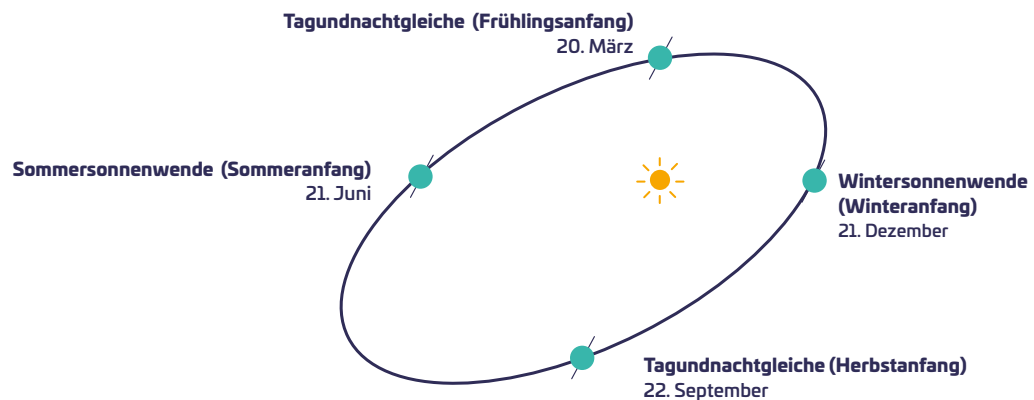 Tagundnachtgleiche (Frühlingsanfang)
20. März
Sommersonnenwende (Sommeranfang)
21. Juni
Wintersonnenwende
(Winteranfang)
21. Dezember
Tagundnachtgleiche (Herbstanfang)
22. September